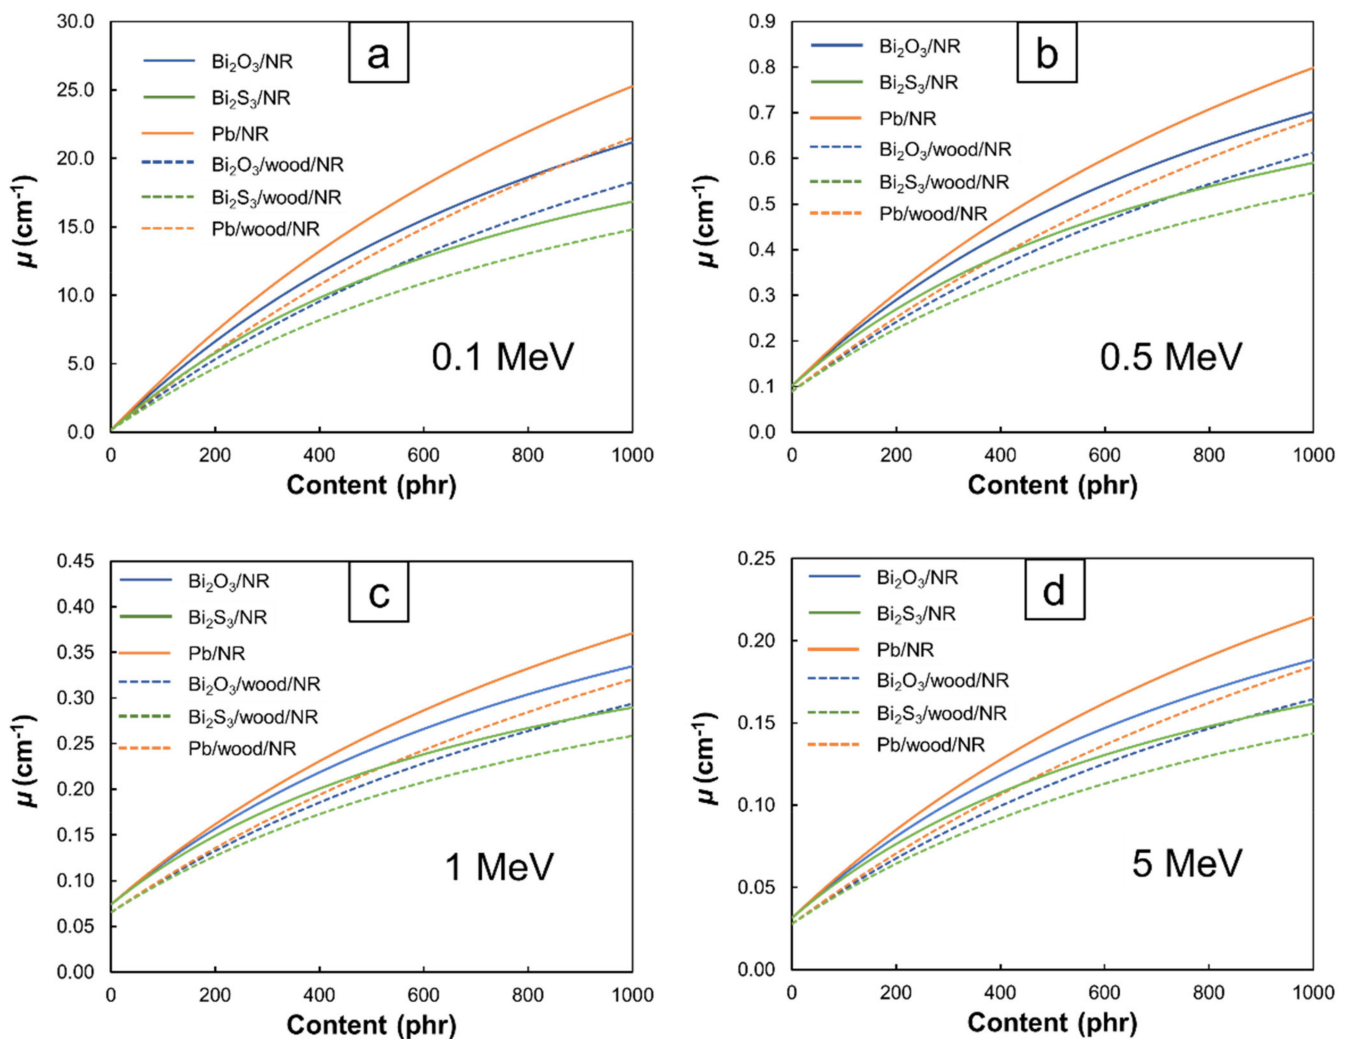 a
30.0
25.0
20.0
15.0
10.0
5.0
0.0
μ (cm⁻¹)
Bi₂O₃/NR
Bi₂S₃/NR
Pb/NR
Bi₂O₃/wood/NR
Bi₂S₃/wood/NR
Pb/wood/NR
0.1 MeV
0 200 400 600 800 1000
Content (phr)
b
0.9
0.8
0.7
0.6
0.5
0.4
0.3
0.2
0.1
0.0
μ (cm⁻¹)
Bi₂O₃/NR
Bi₂S₃/NR
Pb/NR
Bi₂O₃/wood/NR
Bi₂S₃/wood/NR
Pb/wood/NR
0.5 MeV
0 200 400 600 800 1000
Content (phr)
c
0.45
0.40
0.35
0.30
0.25
0.20
0.15
0.10
0.05
0.00
μ (cm⁻¹)
Bi₂O₃/NR
Bi₂S₃/NR
Pb/NR
Bi₂O₃/wood/NR
Bi₂S₃/wood/NR
Pb/wood/NR
1 MeV
0 200 400 600 800 1000
Content (phr)
d
0.25
0.20
0.15
0.10
0.05
0.00
μ (cm⁻¹)
Bi₂O₃/NR
Bi₂S₃/NR
Pb/NR
Bi₂O₃/wood/NR
Bi₂S₃/wood/NR
Pb/wood/NR
5 MeV
0 200 400 600 800 1000
Content (phr)